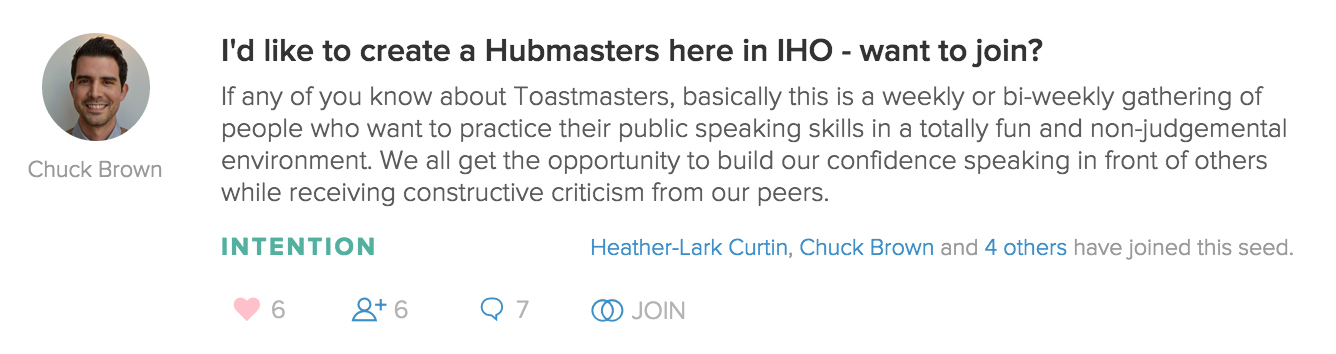 I'd like to create a Hubmasters here in IHO - want to join?
If any of you know about Toastmasters, basically this is a weekly or bi-weekly gathering of
people who want to practice their public speaking skills in a totally fun and non-judgemental
environment. We all get the opportunity to build our confidence speaking in front of others
while receiving constructive criticism from our peers.
Chuck Brown
INTENTION
Heather-Lark Curtin, Chuck Brown and 4 others have joined this seed.
6 6 7 JOIN